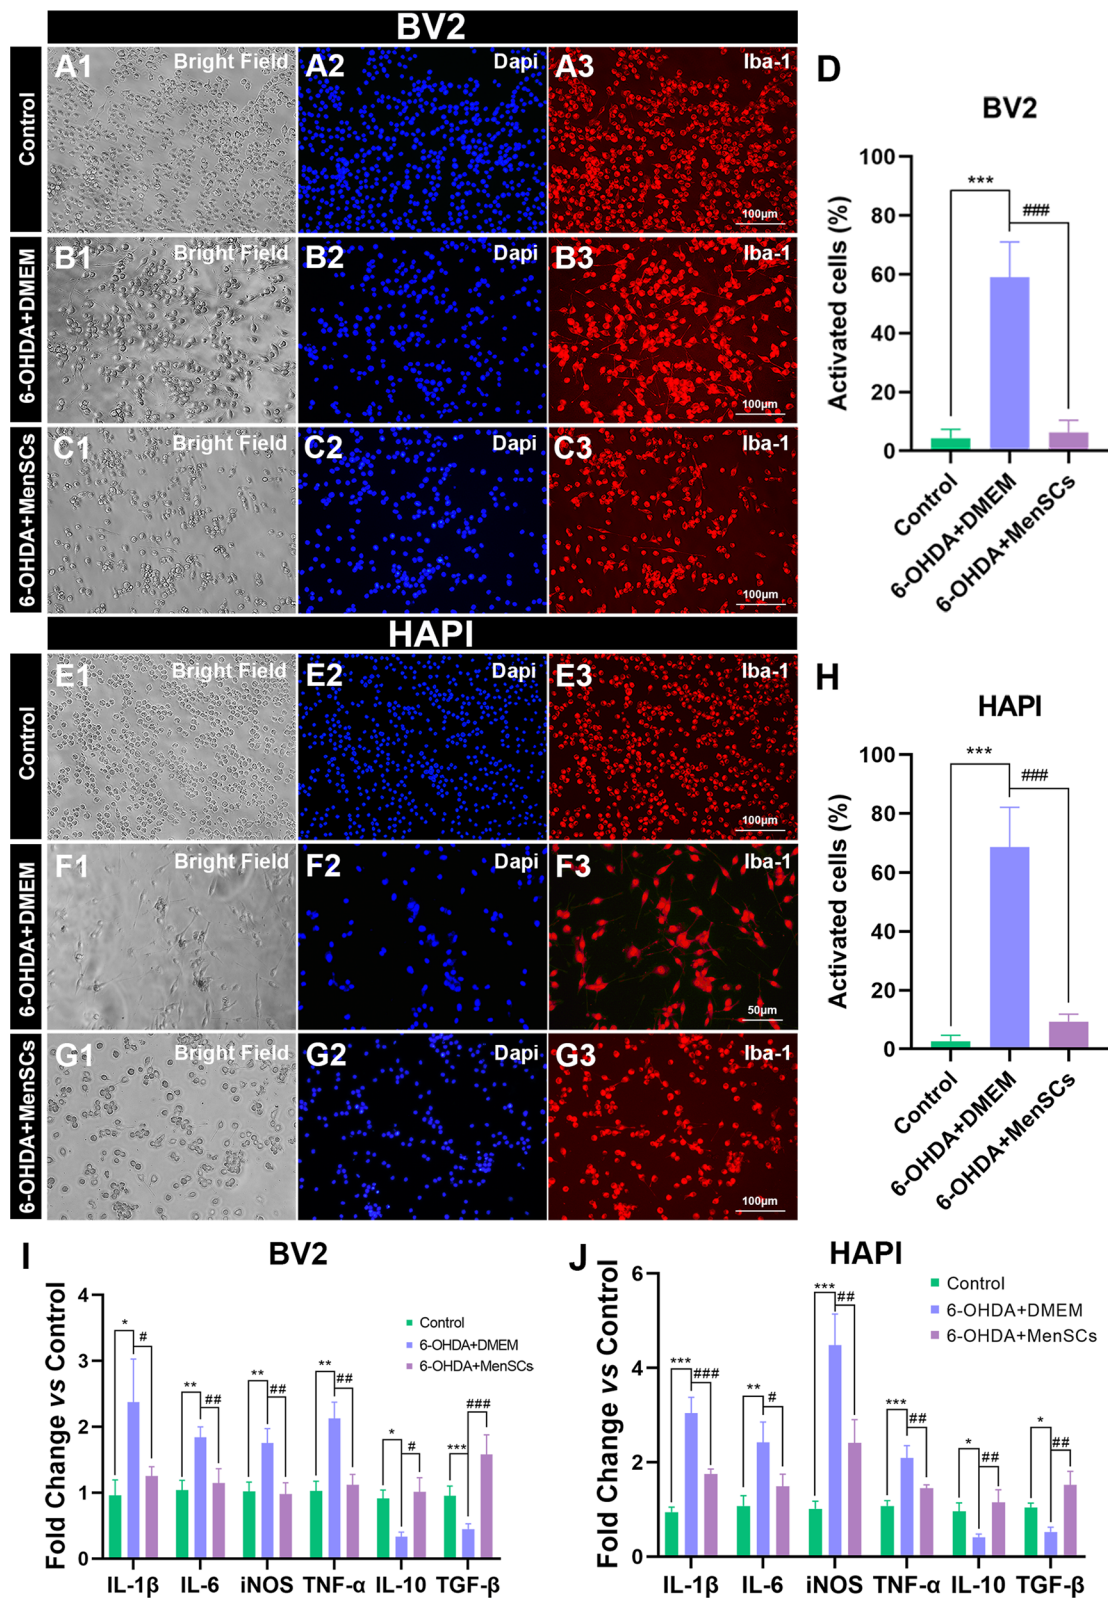 BV2
Control
A1 Bright Field
A2 Dapi
A3 Iba-1
100μm
6-OHDA+DMEM
B1 Bright Field
B2 Dapi
B3 Iba-1
100μm
6-OHDA+MenSCs
C1 Bright Field
C2 Dapi
C3 Iba-1
100μm
D
BV2
Activated cells (%)
100
80
60
40
20
0
***
###
Control
6-OHDA+DMEM
6-OHDA+MenSCs
HAPI
Control
E1 Bright Field
E2 Dapi
E3 Iba-1
100μm
6-OHDA+DMEM
F1 Bright Field
F2 Dapi
F3 Iba-1
50μm
6-OHDA+MenSCs
G1 Bright Field
G2 Dapi
G3 Iba-1
100μm
H
HAPI
Activated cells (%)
100
80
60
40
20
0
***
###
Control
6-OHDA+DMEM
6-OHDA+MenSCs
I
BV2
Fold Change vs Control
4
3
2
1
0
* #
** ##
** ##
** ##
* #
*** ###
Control
6-OHDA+DMEM
6-OHDA+MenSCs
IL-1β IL-6 iNOS TNF-α IL-10 TGF-β
J
HAPI
Fold Change vs Control
6
4
2
0
*** ###
** #
*** ##
*** ##
* ##
* ##
Control
6-OHDA+DMEM
6-OHDA+MenSCs
IL-1β IL-6 iNOS TNF-α IL-10 TGF-β